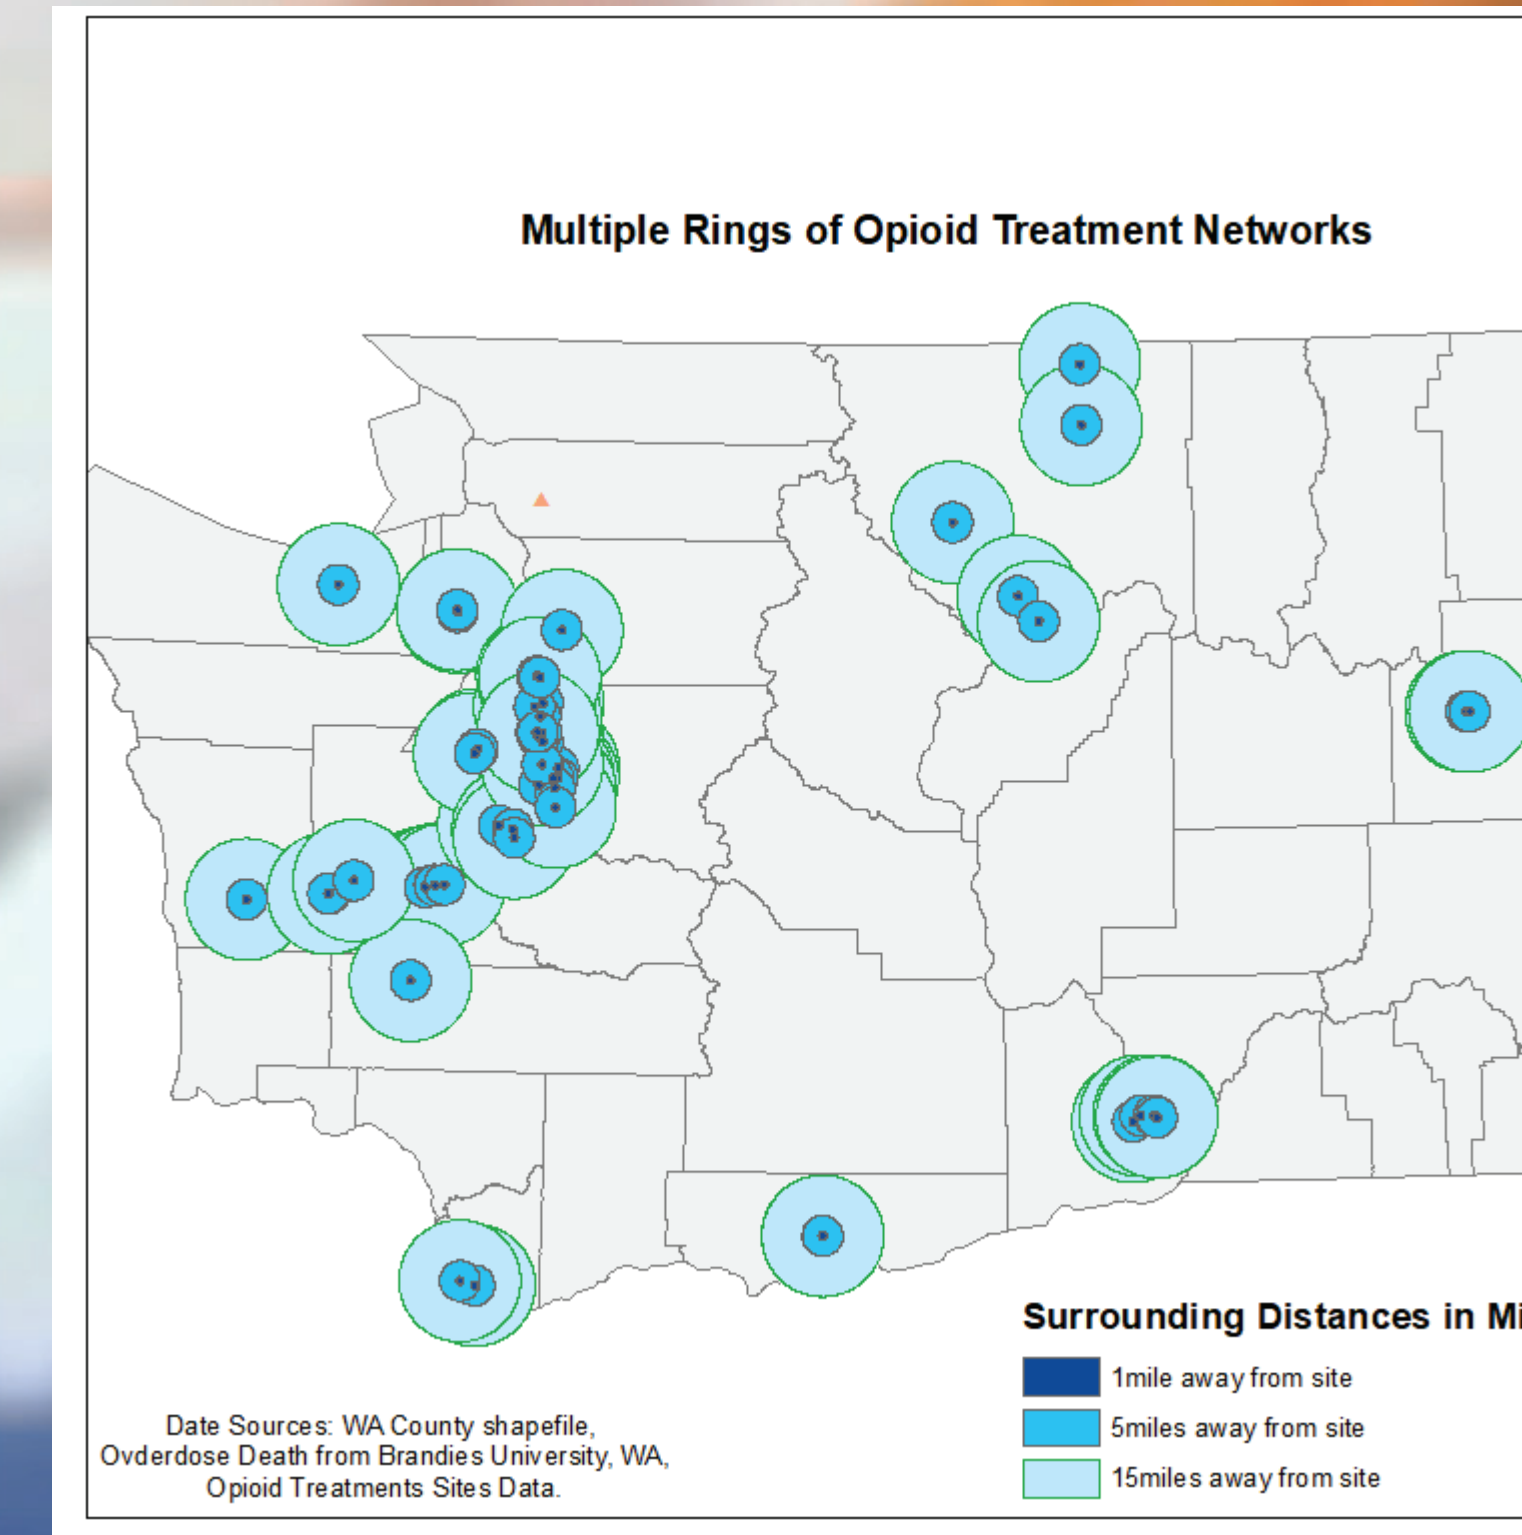 Multiple Rings of Opioid Treatment Networks
Surrounding Distances in Mi
1mile away from site
5miles away from site
15miles away from site
Date Sources: WA County shapefile,
Ovderdose Death from Brandies University, WA,
Opioid Treatments Sites Data.